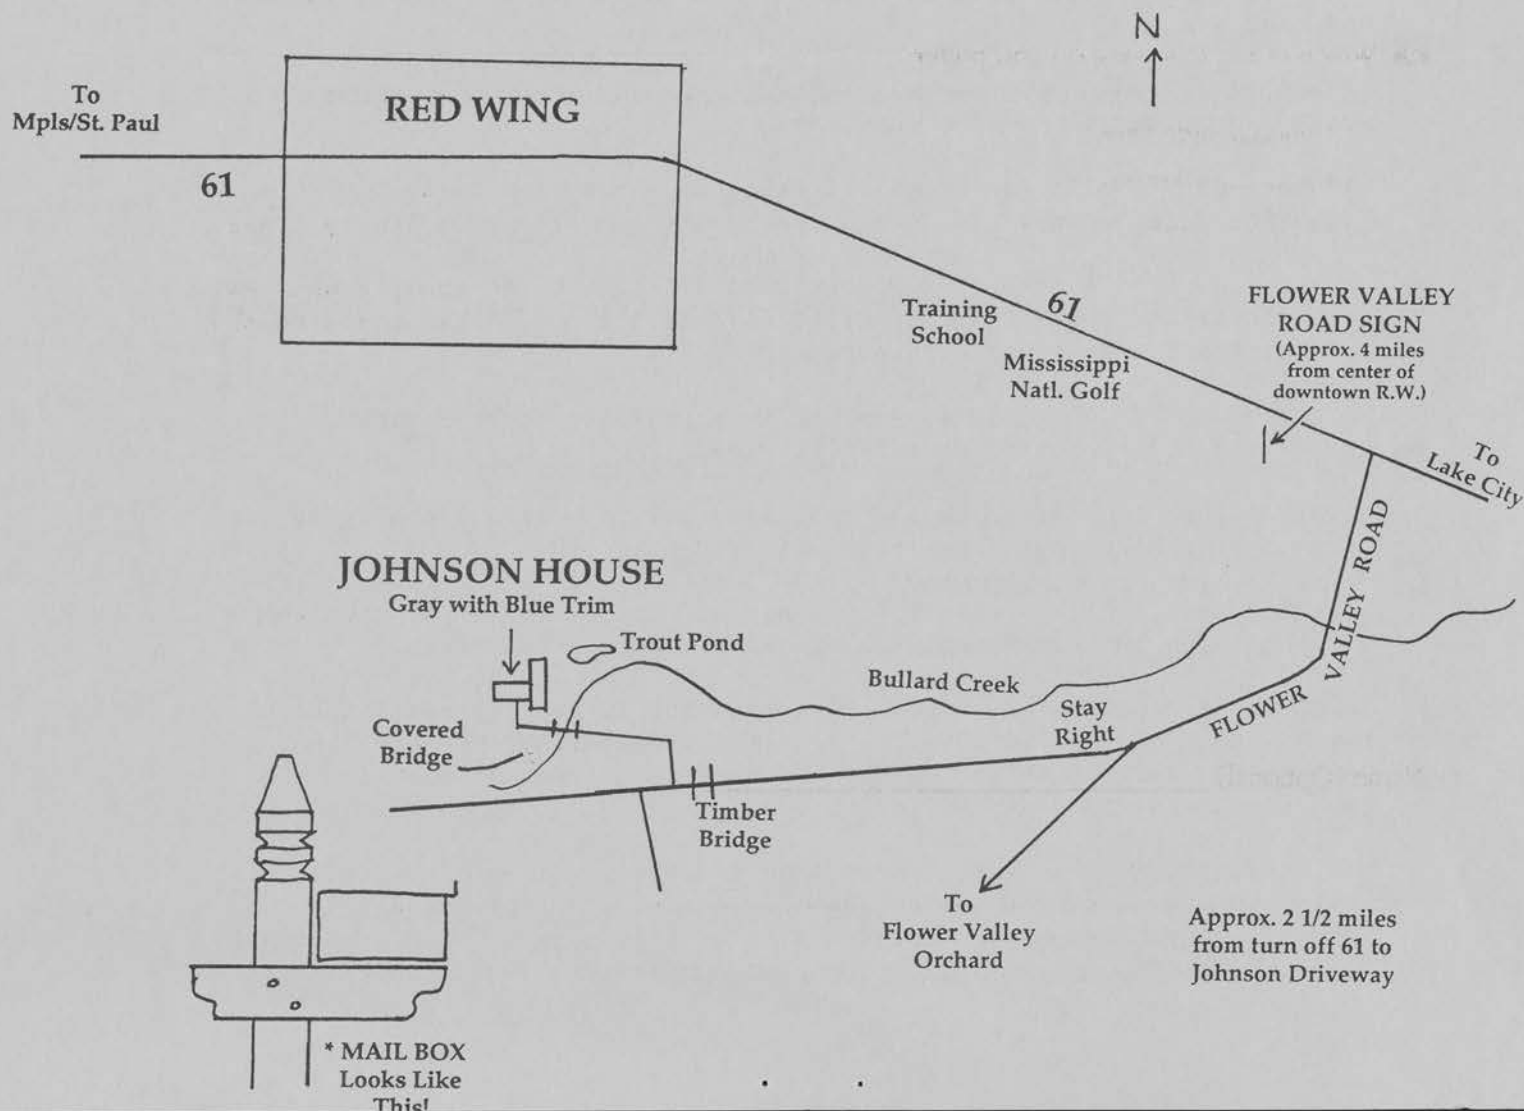 N
To
Mpls/St. Paul
RED WING
61
61
Training
School
Mississippi
Natl. Golf
FLOWER VALLEY
ROAD SIGN
(Approx. 4 miles
from center of
downtown R.W.)
To
Lake City
FLOWER VALLEY ROAD
JOHNSON HOUSE
Gray with Blue Trim
Trout Pond
Bullard Creek
Stay
Right
Covered
Bridge
Timber
Bridge
To
Flower Valley
Orchard
Approx. 2 1/2 miles
from turn off 61 to
Johnson Driveway
* MAIL BOX
Looks Like
This!